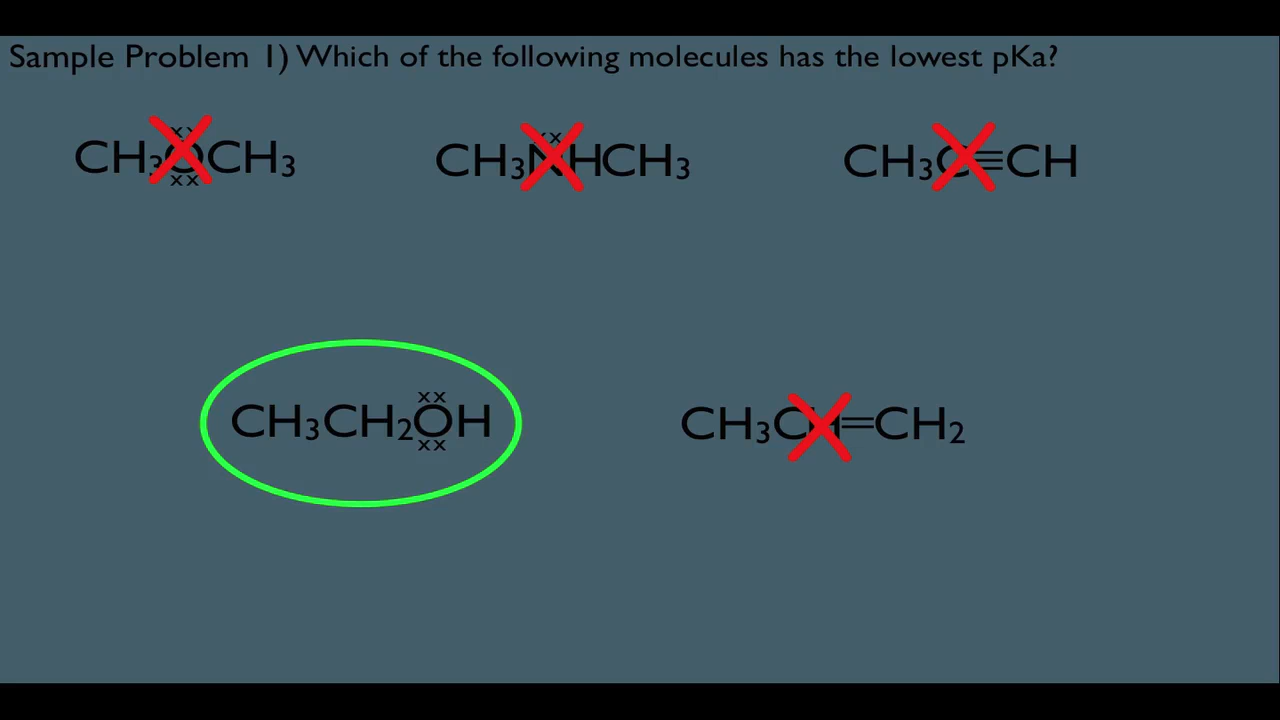 Sample Problem 1) Which of the following molecules has the lowest pKa?
CH₃OCH₃ CH₃NHCH₃ CH₃C≡CH
CH₃CH₂OH CH₃CH=CH₂